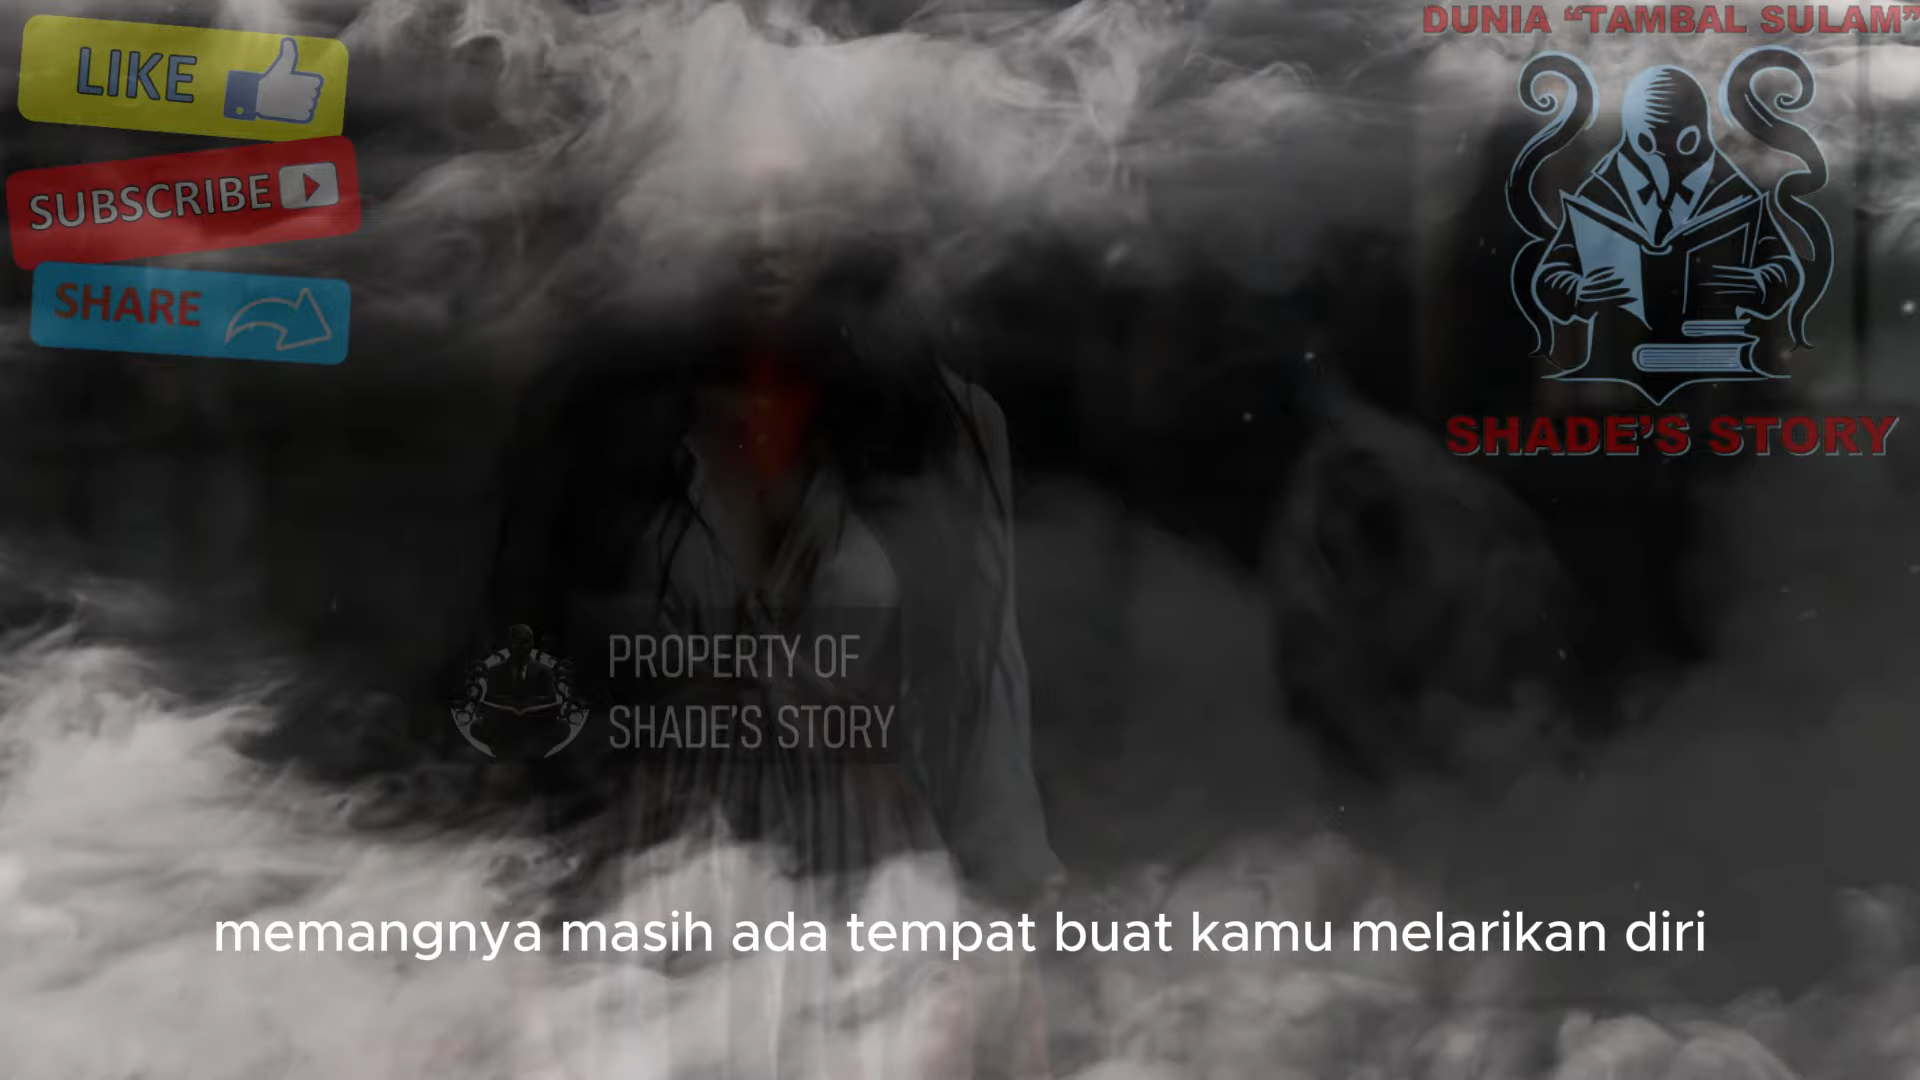 DUNIA “TAMBAL SULAM”
LIKE
SUBSCRIBE
SHARE
SHADE'S STORY
PROPERTY OF
SHADE'S STORY
memangnya masih ada tempat buat kamu melarikan diri